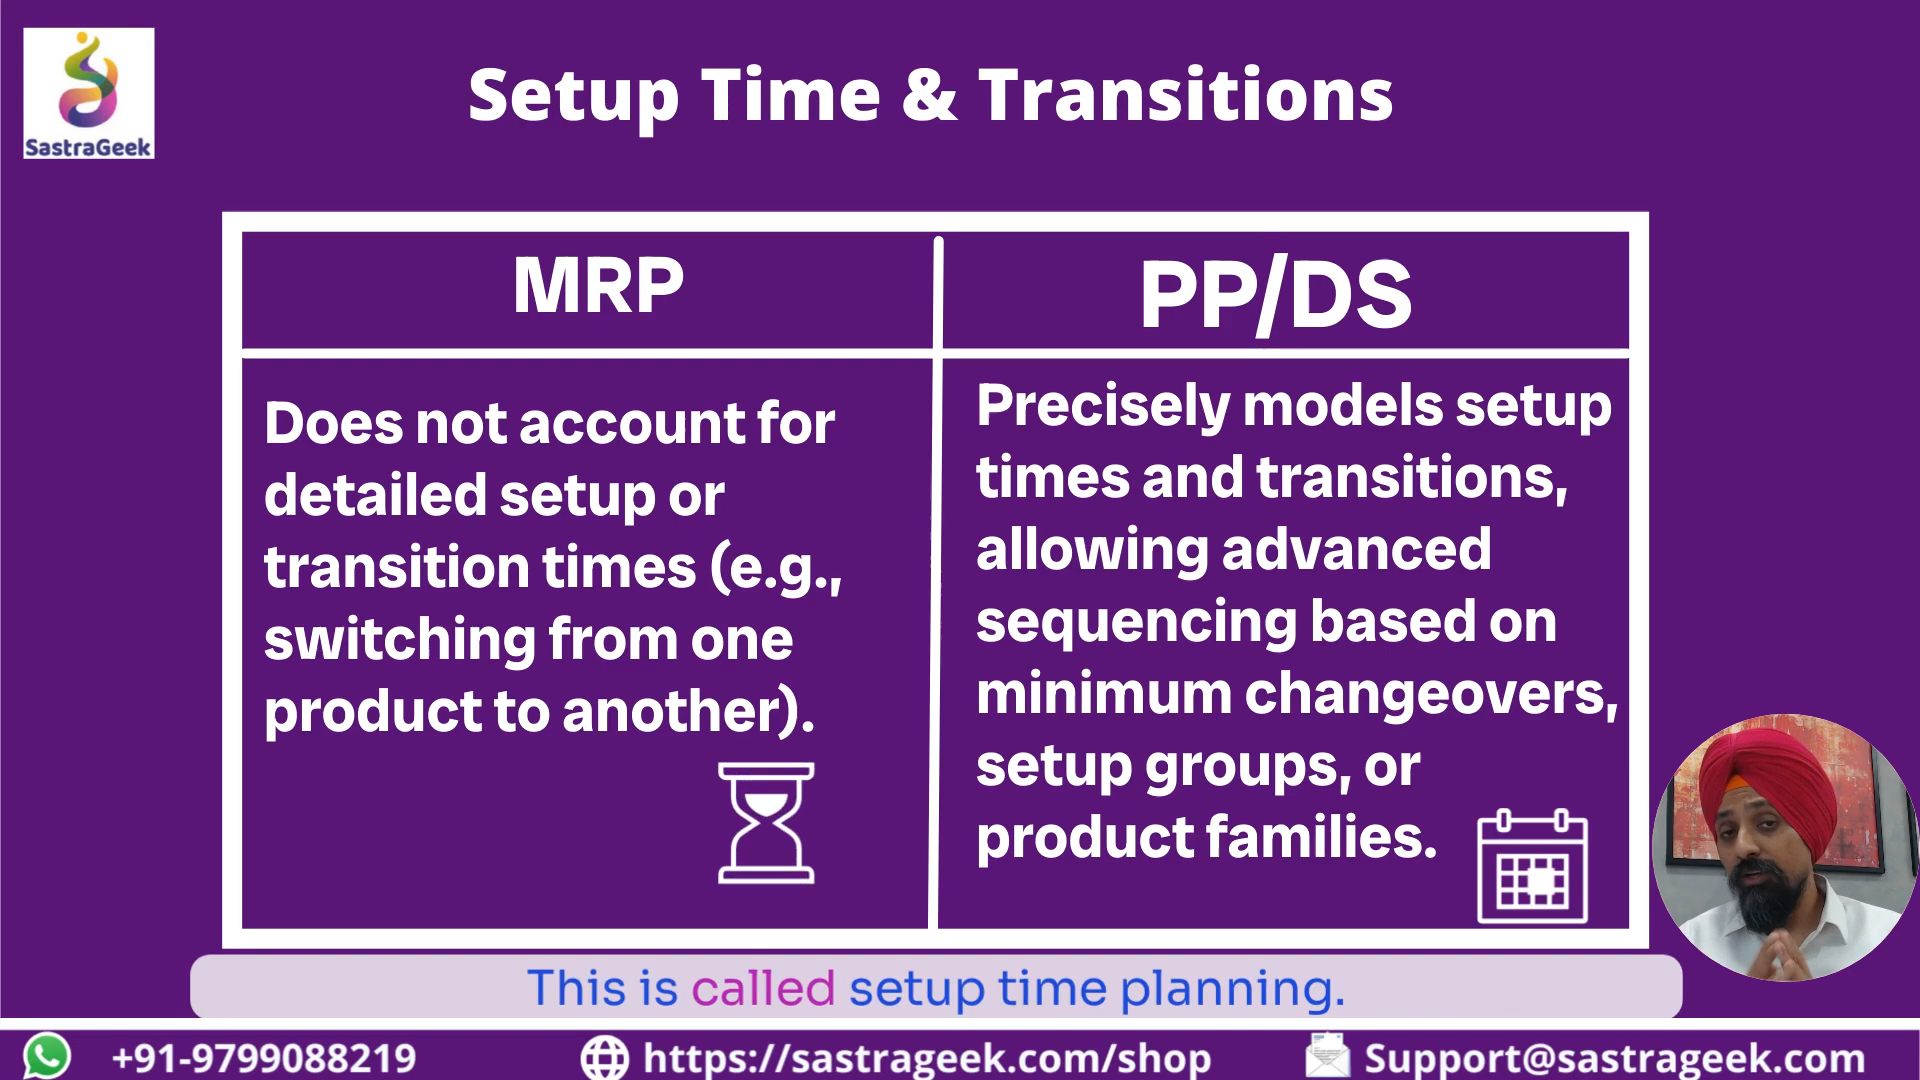 SastraGeek
Setup Time & Transitions
MRP
PP/DS
Does not account for
detailed setup or
transition times (e.g.,
switching from one
product to another).
Precisely models setup
times and transitions,
allowing advanced
sequencing based on
minimum changeovers,
setup groups, or
product families.
This is called setup time planning.
+91-9799088219
https://sastrageek.com/shop
Support@sastrageek.com